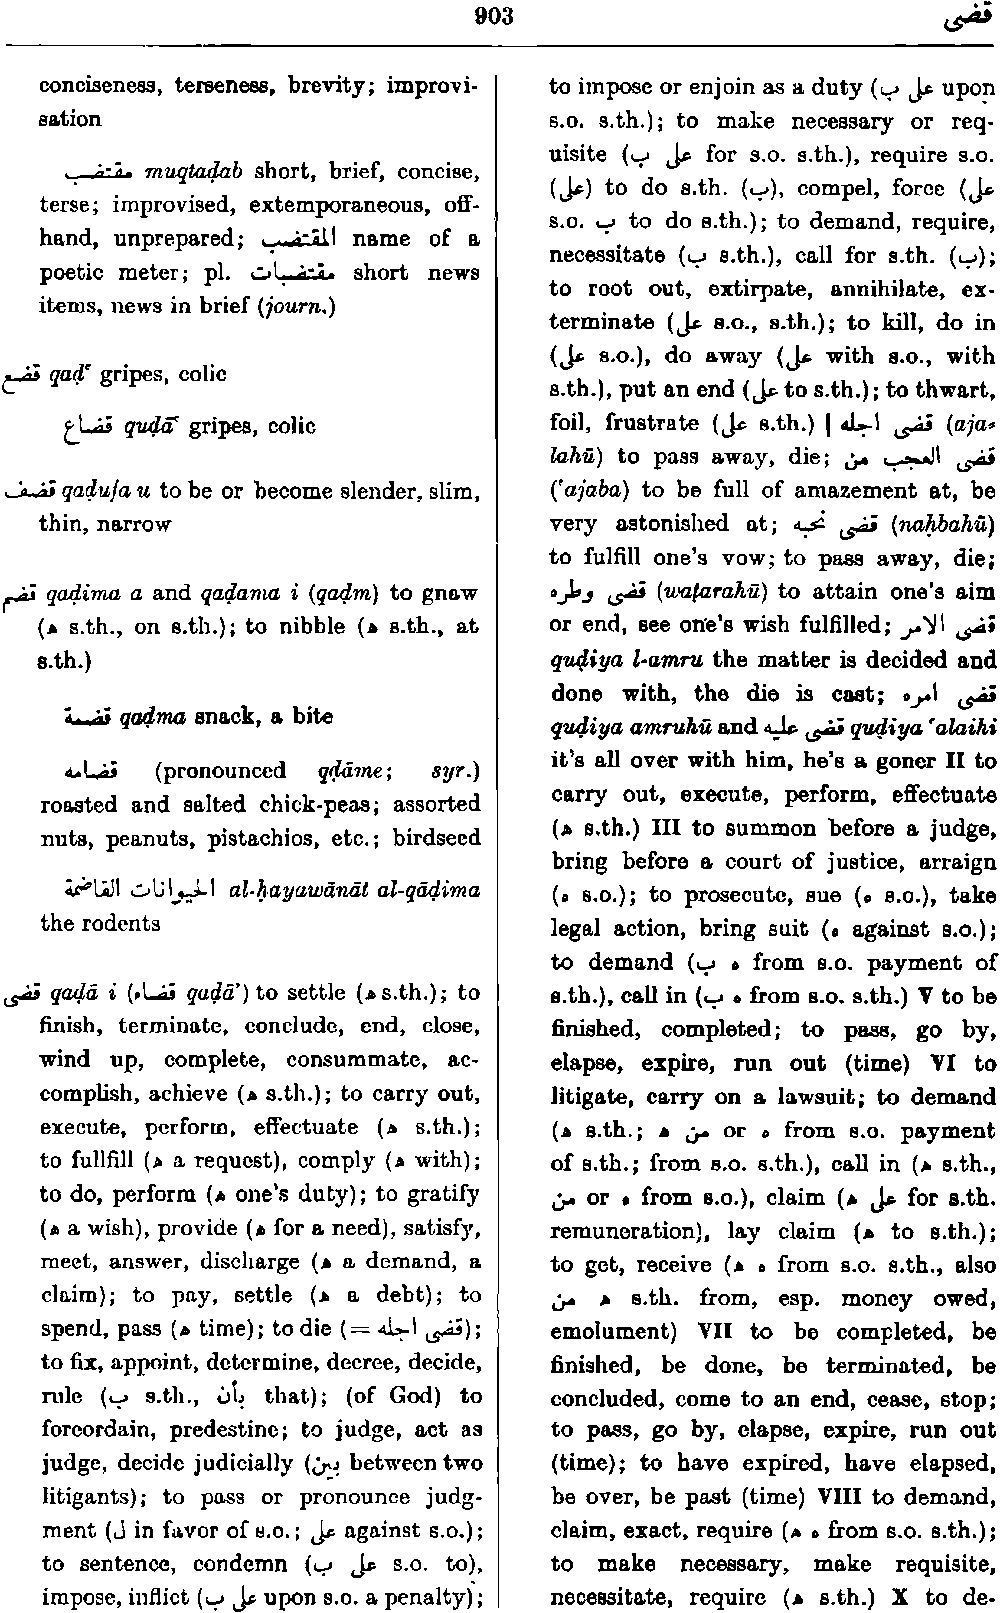 903
قضى
conciseness, terseness, brevity; improvi-
sation
مقتضب muqtaḍab short, brief, concise,
terse; improvised, extemporaneous, off-
hand, unprepared; المقتضب name of a
poetic meter; pl. مقتضبات short news
items, news in brief (journ.)
قضع qaḍʿ gripes, colic
قضاع quḍāʿ gripes, colic
قضف qaḍufa u to be or become slender, slim,
thin, narrow
قضم qaḍima a and qaḍama i (qaḍm) to gnaw
(ه s.th., on s.th.); to nibble (ه s.th., at
s.th.)
قضمة qaḍma snack, a bite
قضامه (pronounced qḍāme; syr.)
roasted and salted chick-peas; assorted
nuts, peanuts, pistachios, etc.; birdseed
الحيوانات القاضمة al-ḥayawānāt al-qāḍima
the rodents
قضى qaḍā i (قضاء qaḍāʾ) to settle (ه s.th.); to
finish, terminate, conclude, end, close,
wind up, complete, consummate, ac-
complish, achieve (ه s.th.); to carry out,
execute, perform, effectuate (ه s.th.);
to fullfill (ه a request), comply (ه with);
to do, perform (ه one's duty); to gratify
(ه a wish), provide (ه for a need), satisfy,
meet, answer, discharge (ه a demand, a
claim); to pay, settle (ه a debt); to
spend, pass (ه time); to die (= قضى اجله);
to fix, appoint, determine, decree, decide,
rule (ب s.th., بأن that); (of God) to
foreordain, predestine; to judge, act as
judge, decide judicially (بين between two
litigants); to pass or pronounce judg-
ment (ل in favor of s.o.; على against s.o.);
to sentence, condemn (على ب s.o. to),
impose, inflict (على ب upon s.o. a penalty);
to impose or enjoin as a duty (على ب upon
s.o. s.th.); to make necessary or req-
uisite (على ب for s.o. s.th.), require s.o.
(على) to do s.th. (ب), compel, force (على
s.o. ب to do s.th.); to demand, require,
necessitate (ب s.th.), call for s.th. (ب);
to root out, extirpate, annihilate, ex-
terminate (على s.o., s.th.); to kill, do in
(على s.o.), do away (على with s.o., with
s.th.), put an end (على to s.th.); to thwart,
foil, frustrate (على s.th.) | قضى اجله (aja-
lahū) to pass away, die; قضى العجب من
(ʿajaba) to be full of amazement at, be
very astonished at; قضى نحبه (naḥbahū)
to fulfill one's vow; to pass away, die;
قضى وطره (waṭarahū) to attain one's aim
or end, see one's wish fulfilled; قضى الامر
quḍiya l-amru the matter is decided and
done with, the die is cast; قضى امره
quḍiya amruhū and قضى عليه quḍiya ʿalaihi
it's all over with him, he's a goner II to
carry out, execute, perform, effectuate
(ه s.th.) III to summon before a judge,
bring before a court of justice, arraign
(ه s.o.); to prosecute, sue (ه s.o.), take
legal action, bring suit (ه against s.o.);
to demand (ه ب from s.o. payment of
s.th.), call in (ه ب from s.o. s.th.) V to be
finished, completed; to pass, go by,
elapse, expire, run out (time) VI to
litigate, carry on a lawsuit; to demand
(ه s.th.; من ه or ه from s.o. payment
of s.th.; from s.o. s.th.), call in (ه s.th.,
من or ه from s.o.), claim (على ه for s.th.
remuneration), lay claim (ه to s.th.);
to get, receive (ه ه from s.o. s.th., also
ه من s.th. from, esp. money owed,
emolument) VII to be completed, be
finished, be done, be terminated, be
concluded, come to an end, cease, stop;
to pass, go by, elapse, expire, run out
(time); to have expired, have elapsed,
be over, be past (time) VIII to demand,
claim, exact, require (ه ه from s.o. s.th.);
to make necessary, make requisite,
necessitate, require (ه s.th.) X to de-